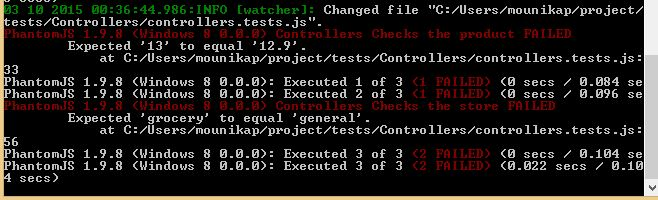 03 10 2015 00:36:44.986:INFO [watcher]: Changed file "C:/Users/mounikap/project/
tests/Controllers/controllers.tests.js".
PhantomJS 1.9.8 (Windows 8 0.0.0) Controllers Checks the product FAILED
Expected '13' to equal '12.9'.
at C:/Users/mounikap/project/tests/Controllers/controllers.tests.js:
33
PhantomJS 1.9.8 (Windows 8 0.0.0): Executed 1 of 3 (1 FAILED) (0 secs / 0.084 se
PhantomJS 1.9.8 (Windows 8 0.0.0): Executed 2 of 3 (1 FAILED) (0 secs / 0.096 se
PhantomJS 1.9.8 (Windows 8 0.0.0) Controllers Checks the store FAILED
Expected 'grocery' to equal 'general'.
at C:/Users/mounikap/project/tests/Controllers/controllers.tests.js:
56
PhantomJS 1.9.8 (Windows 8 0.0.0): Executed 3 of 3 (2 FAILED) (0 secs / 0.104 se
PhantomJS 1.9.8 (Windows 8 0.0.0): Executed 3 of 3 (2 FAILED) (0.022 secs / 0.10
4 secs)